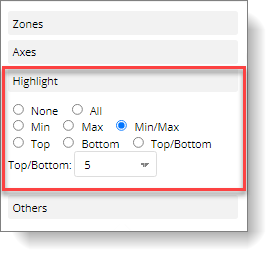 Zones
Axes
Highlight
None All
Min Max Min/Max
Top Bottom Top/Bottom
Top/Bottom: 5
Others